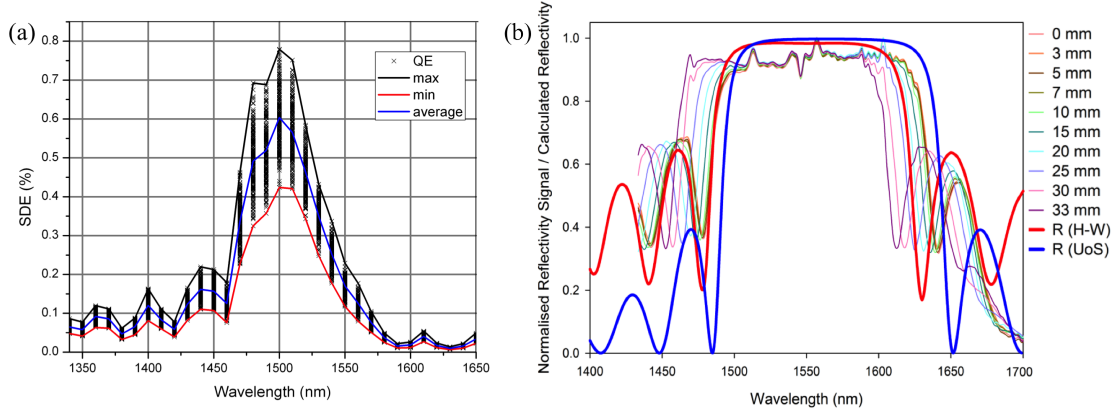 (a)
SDE (%)
0.8
0.7
0.6
0.5
0.4
0.3
0.2
0.1
0.0
1350 1400 1450 1500 1550 1600 1650
Wavelength (nm)
QE
max
min
average
(b)
Normalised Reflectivity Signal / Calculated Reflectivity
1.0
0.8
0.6
0.4
0.2
0.0
1400 1450 1500 1550 1600 1650 1700
Wavelength (nm)
0 mm
3 mm
5 mm
7 mm
10 mm
15 mm
20 mm
25 mm
30 mm
33 mm
R (H-W)
R (UoS)